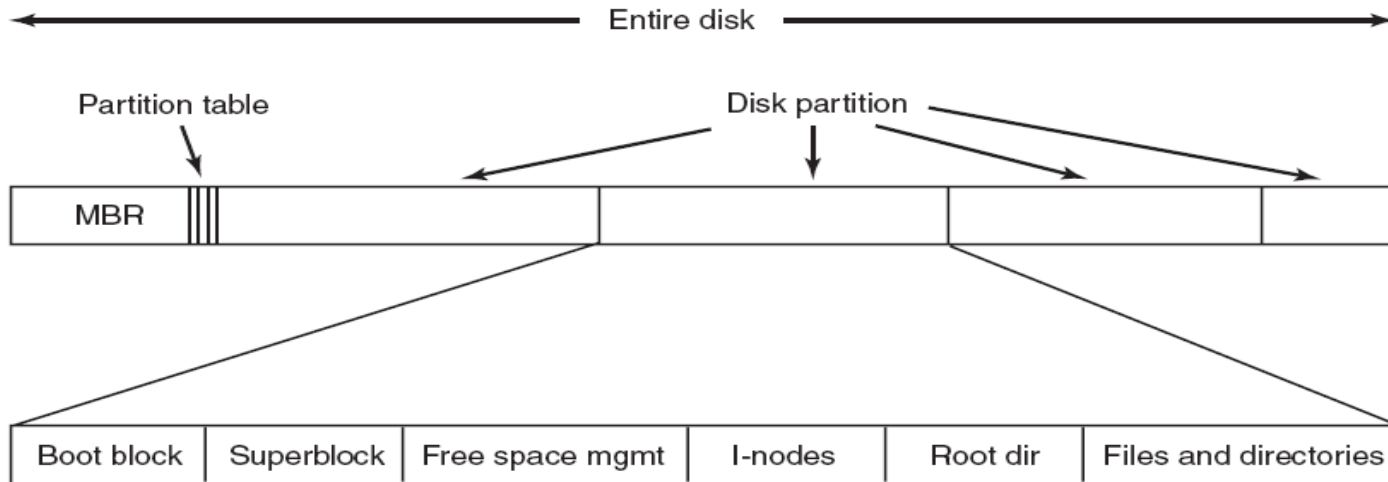 Entire disk
Partition table
Disk partition
MBR
Boot block
Superblock
Free space mgmt
I-nodes
Root dir
Files and directories